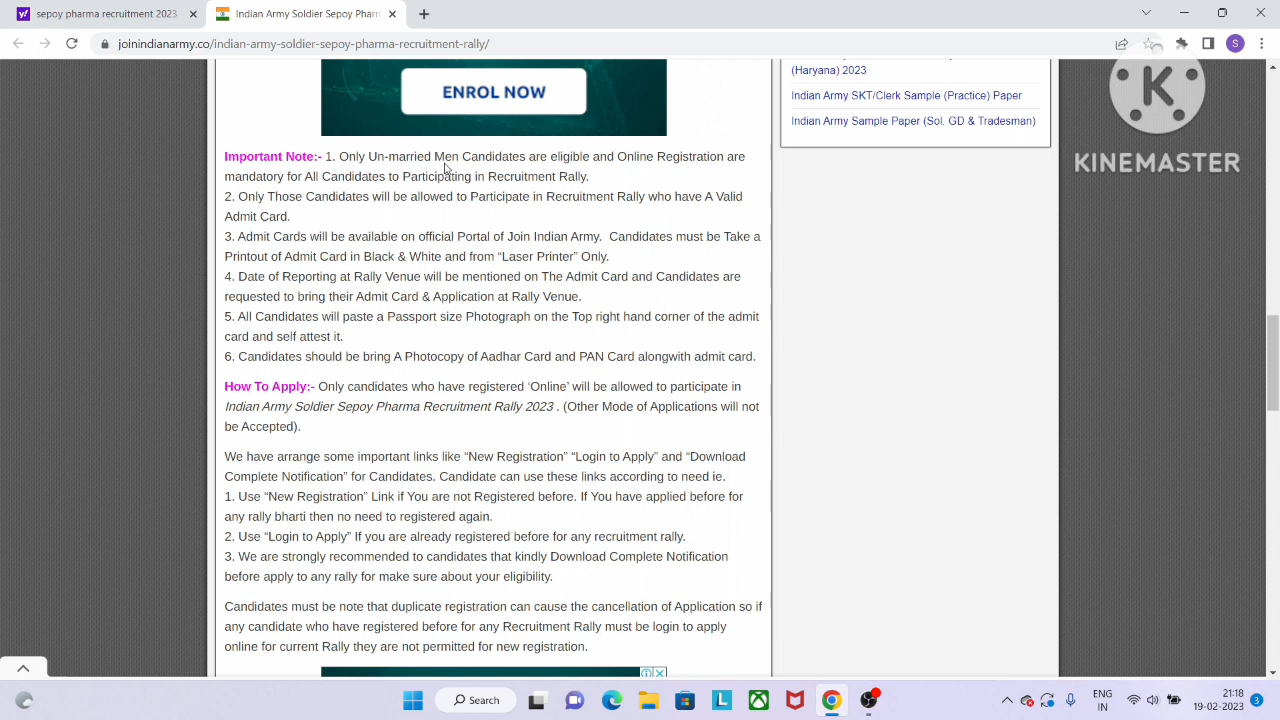 sepoy pharma recruitment 2023
Indian Army Soldier Sepoy Pharm
joinindianarmy.co/indian-army-soldier-sepoy-pharma-recruitment-rally/
S
ENROL NOW
(Haryana) 2023
Indian Army SKT/Clerk Sample (Practice) Paper
Indian Army Sample Paper (Sol. GD & Tradesman)
K
KINEMASTER
Important Note:- 1. Only Un-married Men Candidates are eligible and Online Registration are
mandatory for All Candidates to Participating in Recruitment Rally.
2. Only Those Candidates will be allowed to Participate in Recruitment Rally who have A Valid
Admit Card.
3. Admit Cards will be available on official Portal of Join Indian Army.  Candidates must be Take a
Printout of Admit Card in Black & White and from “Laser Printer” Only.
4. Date of Reporting at Rally Venue will be mentioned on The Admit Card and Candidates are
requested to bring their Admit Card & Application at Rally Venue.
5. All Candidates will paste a Passport size Photograph on the Top right hand corner of the admit
card and self attest it.
6. Candidates should be bring A Photocopy of Aadhar Card and PAN Card alongwith admit card.
How To Apply:- Only candidates who have registered ‘Online’ will be allowed to participate in
Indian Army Soldier Sepoy Pharma Recruitment Rally 2023 . (Other Mode of Applications will not
be Accepted).
We have arrange some important links like “New Registration” “Login to Apply” and “Download
Complete Notification” for Candidates. Candidate can use these links according to need ie.
1. Use “New Registration” Link if You are not Registered before. If You have applied before for
any rally bharti then no need to registered again.
2. Use “Login to Apply” If you are already registered before for any recruitment rally.
3. We are strongly recommended to candidates that kindly Download Complete Notification
before apply to any rally for make sure about your eligibility.
Candidates must be note that duplicate registration can cause the cancellation of Application so if
any candidate who have registered before for any Recruitment Rally must be login to apply
online for current Rally they are not permitted for new registration.
Search
ENG
IN
21:18
19-02-2023
3